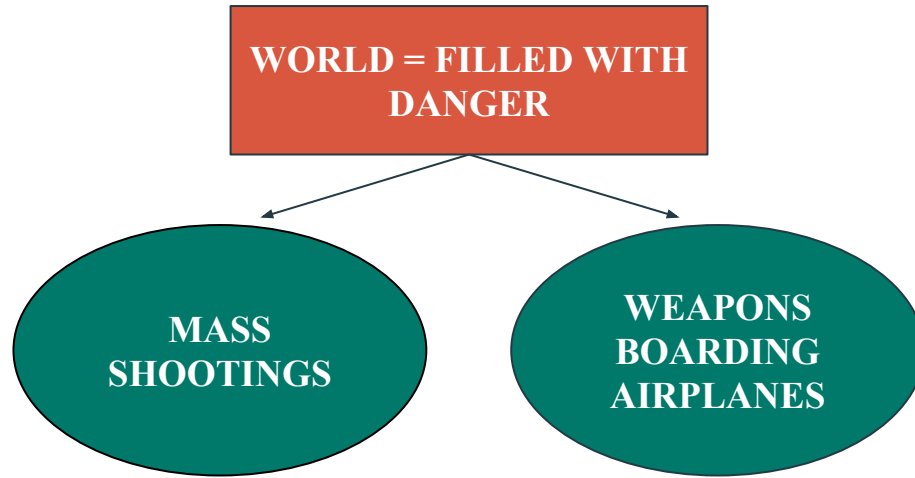 WORLD = FILLED WITH
DANGER
MASS
SHOOTINGS
WEAPONS
BOARDING
AIRPLANES